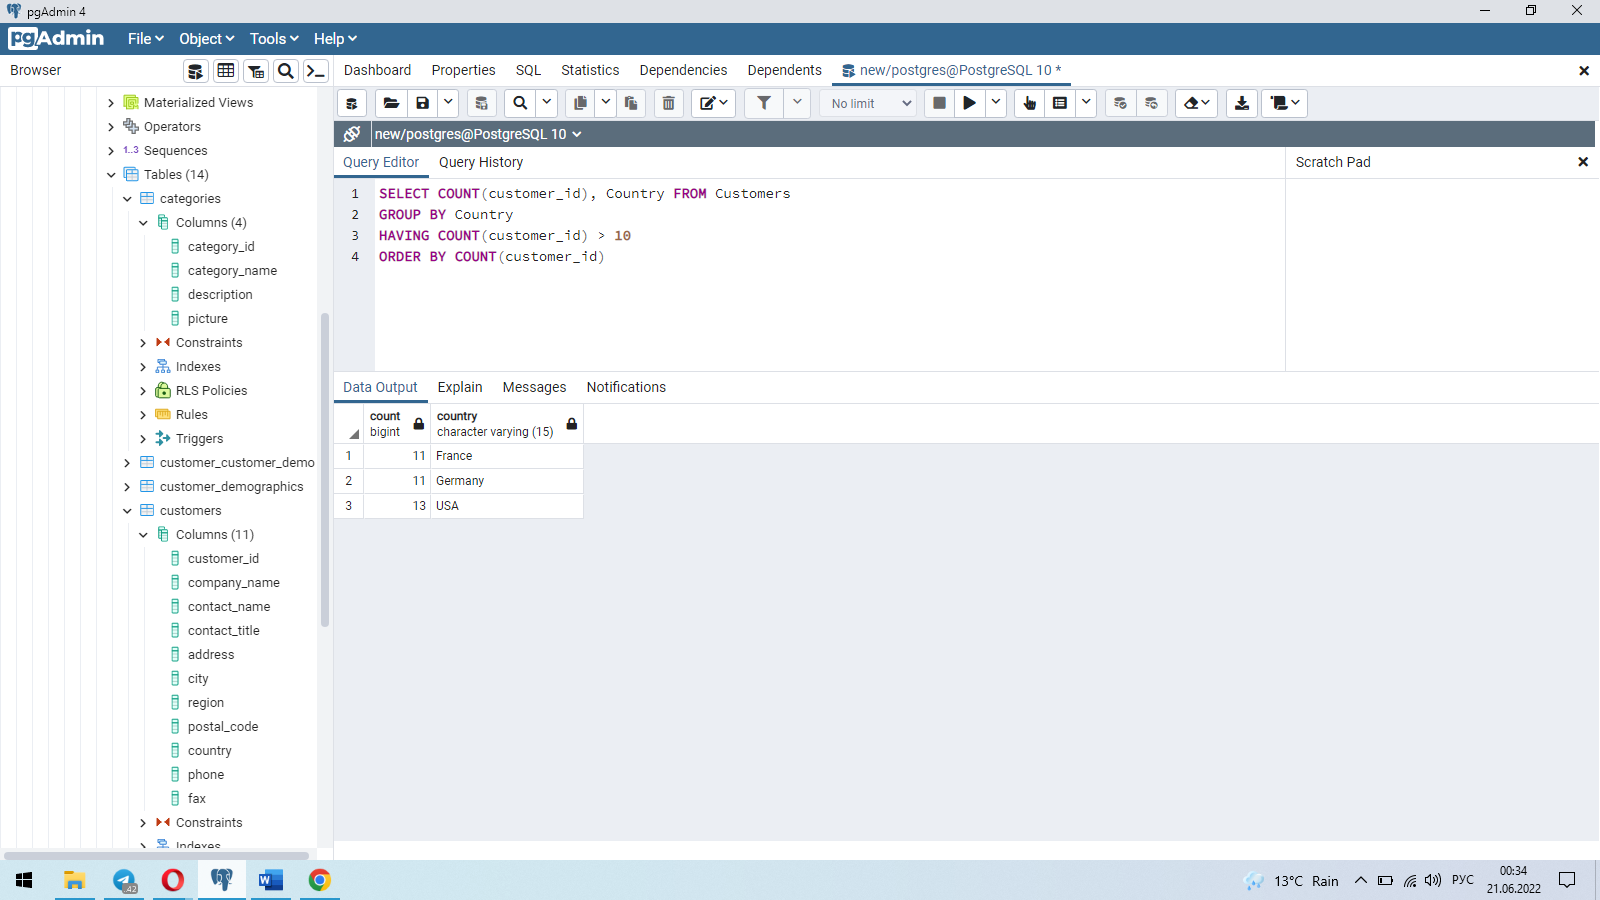 pgAdmin 4
pgAdmin File Object Tools Help
Browser
Dashboard Properties SQL Statistics Dependencies Dependents new/postgres@PostgreSQL 10 *
No limit
new/postgres@PostgreSQL 10
Query Editor Query History
Scratch Pad
1 SELECT COUNT(customer_id), Country FROM Customers
2 GROUP BY Country
3 HAVING COUNT(customer_id) > 10
4 ORDER BY COUNT(customer_id)
Data Output Explain Messages Notifications
count bigint
country character varying (15)
1 11 France
2 11 Germany
3 13 USA
Materialized Views
Operators
1..3 Sequences
Tables (14)
categories
Columns (4)
category_id
category_name
description
picture
Constraints
Indexes
RLS Policies
Rules
Triggers
customer_customer_demo
customer_demographics
customers
Columns (11)
customer_id
company_name
contact_name
contact_title
address
city
region
postal_code
country
phone
fax
Constraints
Indexes
42
13°C Rain
РУС
00:34
21.06.2022